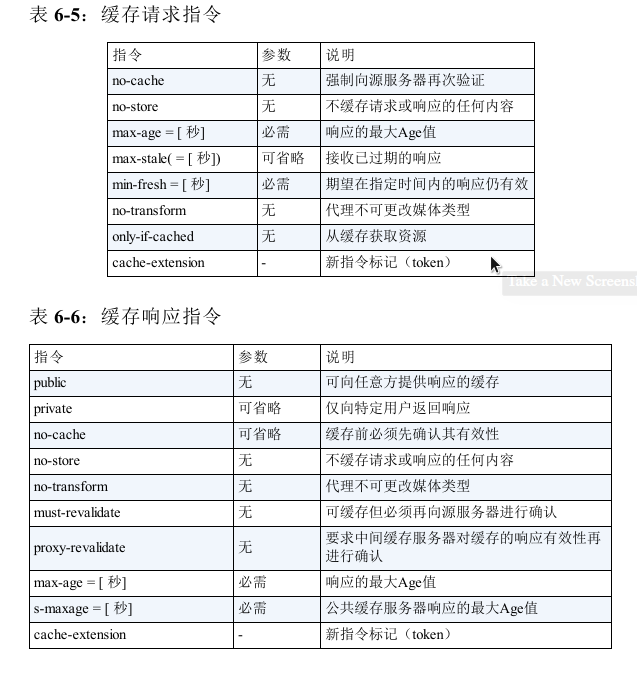 表 6-5：缓存请求指令
指令 参数 说明
no-cache 无 强制向源服务器再次验证
no-store 无 不缓存请求或响应的任何内容
max-age = [ 秒] 必需 响应的最大Age值
max-stale( = [ 秒]) 可省略 接收已过期的响应
min-fresh = [ 秒] 必需 期望在指定时间内的响应仍有效
no-transform 无 代理不可更改媒体类型
only-if-cached 无 从缓存获取资源
cache-extension - 新指令标记（token）
Take a New
表 6-6：缓存响应指令
指令 参数 说明
public 无 可向任意方提供响应的缓存
private 可省略 仅向特定用户返回响应
no-cache 可省略 缓存前必须先确认其有效性
no-store 无 不缓存请求或响应的任何内容
no-transform 无 代理不可更改媒体类型
must-revalidate 无 可缓存但必须再向源服务器进行确认
proxy-revalidate 无 要求中间缓存服务器对缓存的响应有效性再
进行确认
max-age = [ 秒] 必需 响应的最大Age值
s-maxage = [ 秒] 必需 公共缓存服务器响应的最大Age值
cache-extension - 新指令标记（token）